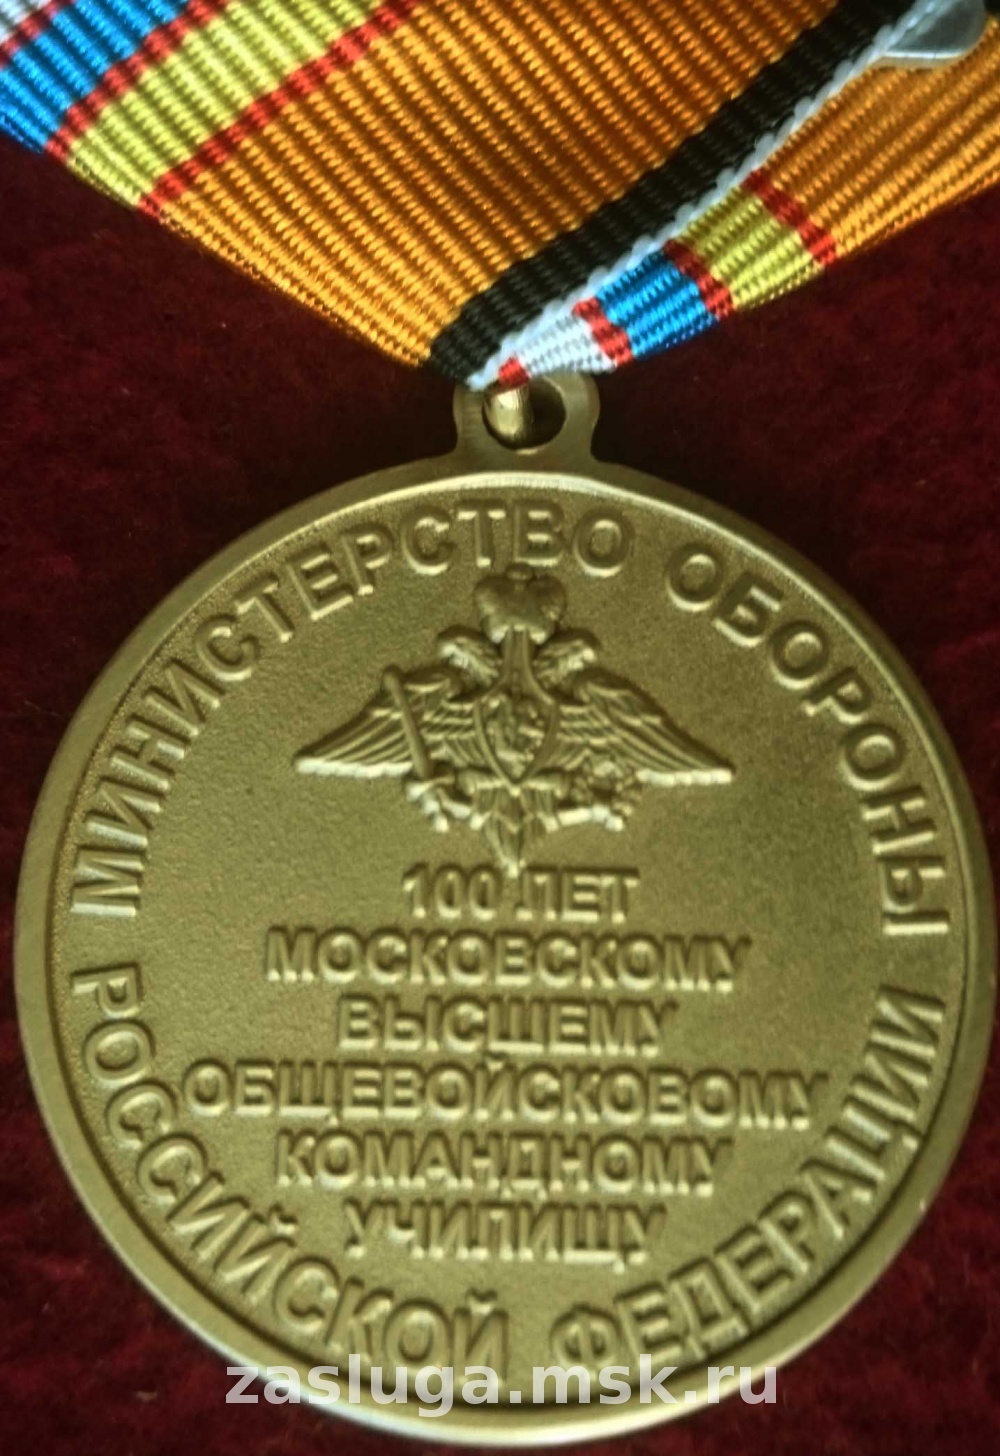 МИНИСТЕРСТВО ОБОРОНЫ
РОССИЙСКОЙ ФЕДЕРАЦИИ
100 ЛЕТ
МОСКОВСКОМУ
ВЫСШЕМУ
ОБЩЕВОЙСКОВОМУ
КОМАНДНОМУ
УЧИЛИЩУ
zasluga.msk.ru